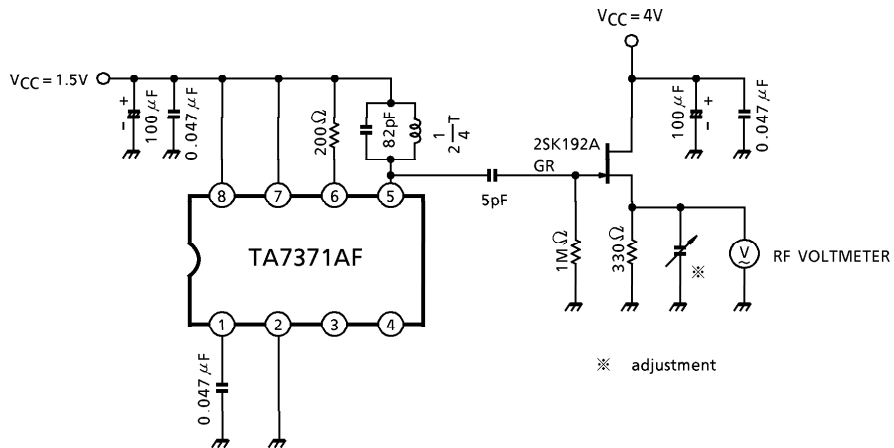 VCC = 4V
VCC = 1.5V
+
-
100 μF
0.047 μF
200Ω
82pF
2 1/4 T
2SK192A
GR
5pF
100 μF
+
-
0.047 μF
8
7
6
5
TA7371AF
1
2
3
4
1MΩ
330Ω
※
V
~
RF VOLTMETER
0.047 μF
※ adjustment